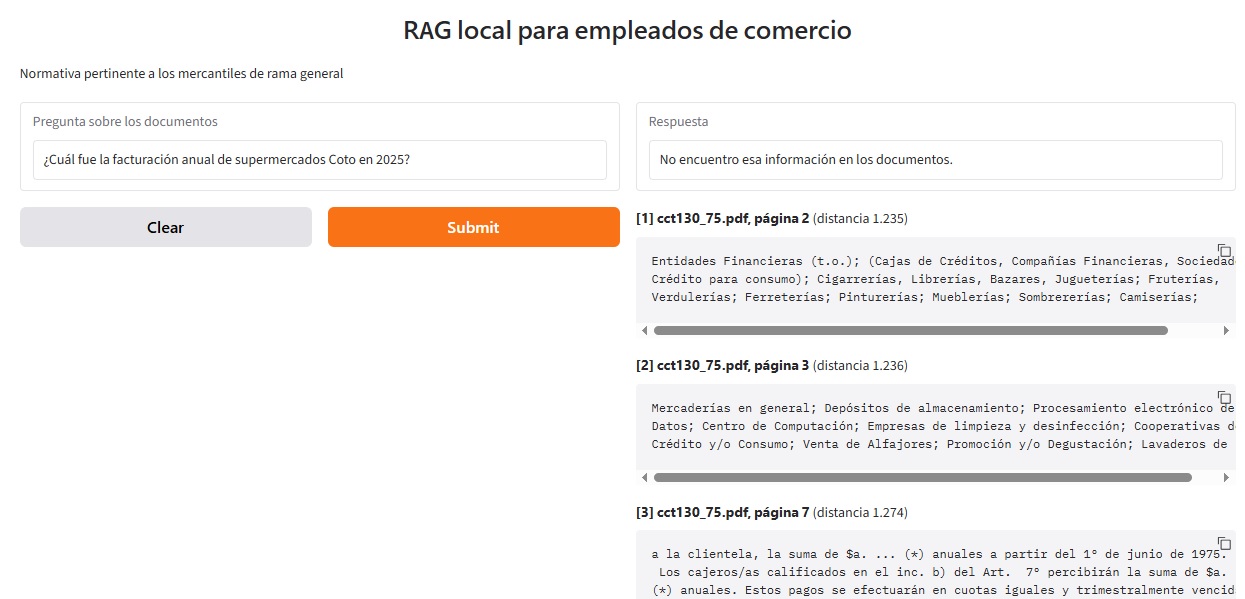 RAG local para empleados de comercio
Normativa pertinente a los mercantiles de rama general
Pregunta sobre los documentos
¿Cuál fue la facturación anual de supermercados Coto en 2025?
Clear
Submit
Respuesta
No encuentro esa información en los documentos.
[1] cct130_75.pdf, página 2 (distancia 1.235)
Entidades Financieras (t.o.); (Cajas de Créditos, Compañías Financieras,
Crédito para consumo); Cigarrerías, Librerías, Bazares, Jugueterías; Fruterías,
Verdulerías; Ferreterías; Pinturerías; Mueblerías; Sombrererías; Camiserías;
[2] cct130_75.pdf, página 3 (distancia 1.236)
Mercaderías en general; Depósitos de almacenamiento; Procesamiento electrónico de
Datos; Centro de Computación; Empresas de limpieza y desinfección; Cooperativas
Crédito y/o Consumo; Venta de Alfajores; Promoción y/o Degustación; Lavaderos de
[3] cct130_75.pdf, página 7 (distancia 1.274)
a la clientela, la suma de $a. ... (*) anuales a partir del 1º de junio de 1975.
Los cajeros/as calificados en el inc. b) del Art. 7º percibirán la suma de $a.
(*) anuales. Estos pagos se efectuarán en cuotas iguales y trimestralmente